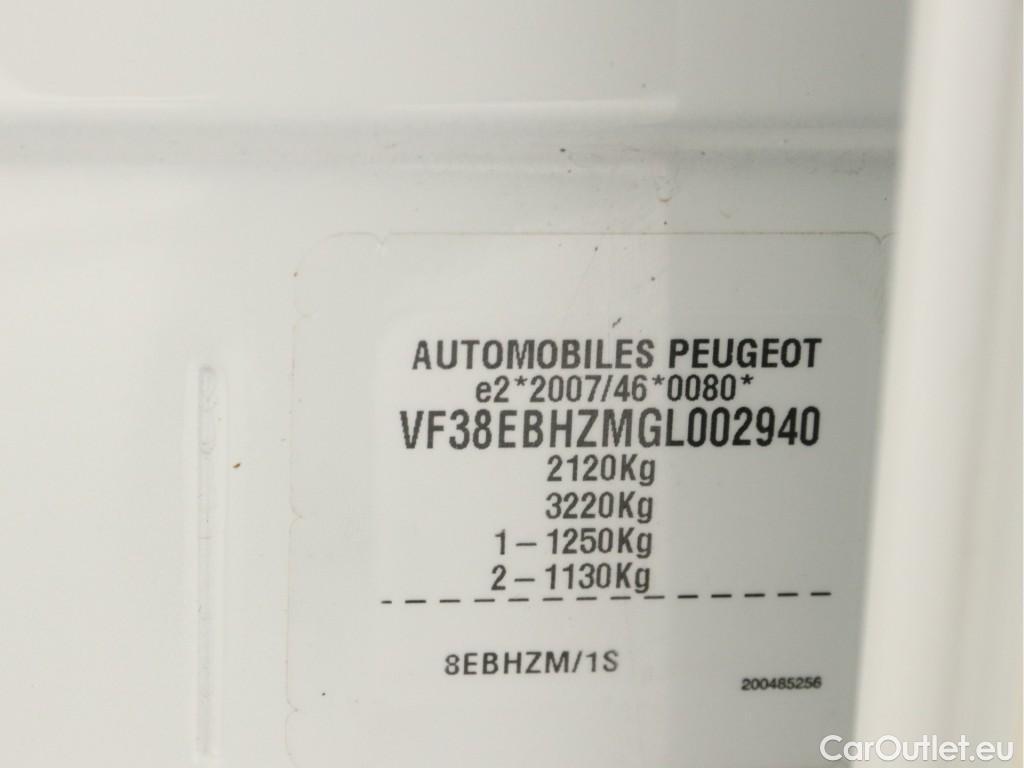 AUTOMOBILES PEUGEOT
e2*2007/46*0080*
VF38EBHZMGL002940
2120Kg
3220Kg
1-1250Kg
2-1130Kg
8EBHZM/1S
200485256
CarOutlet.eu